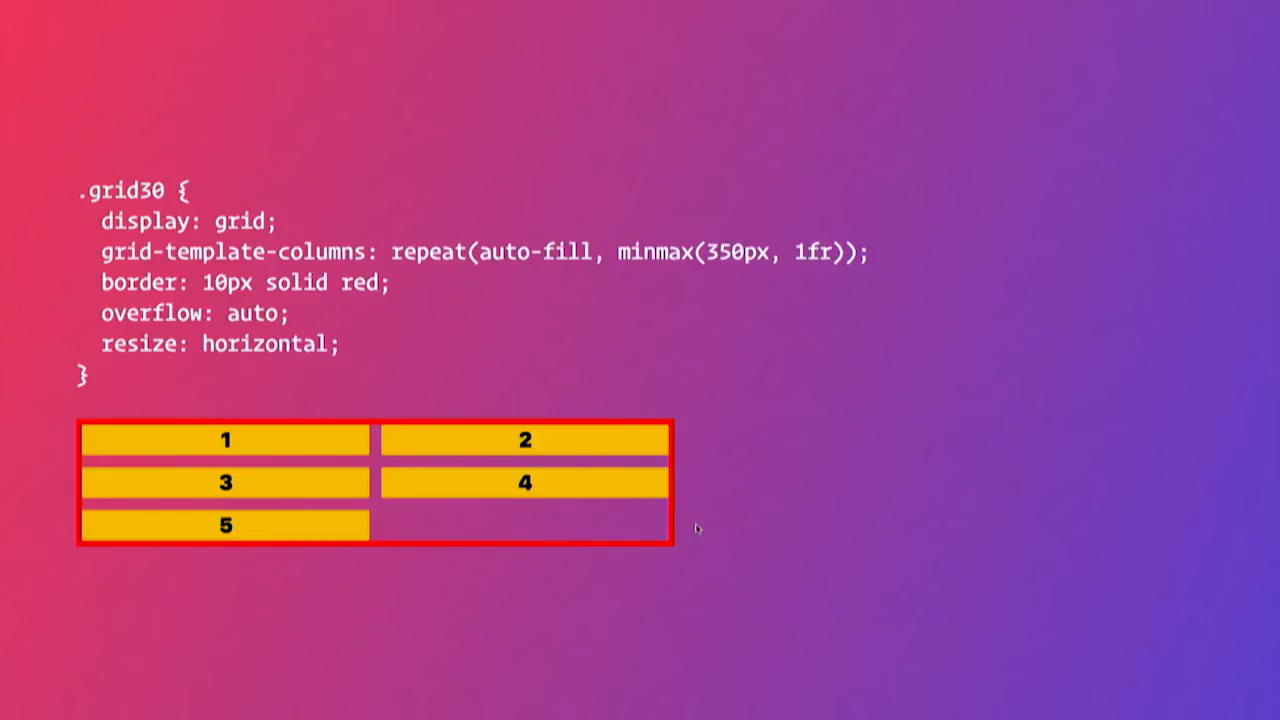 .grid30 {
display: grid;
grid-template-columns: repeat(auto-fill, minmax(350px, 1fr));
border: 10px solid red;
overflow: auto;
resize: horizontal;
}
1 2
3 4
5